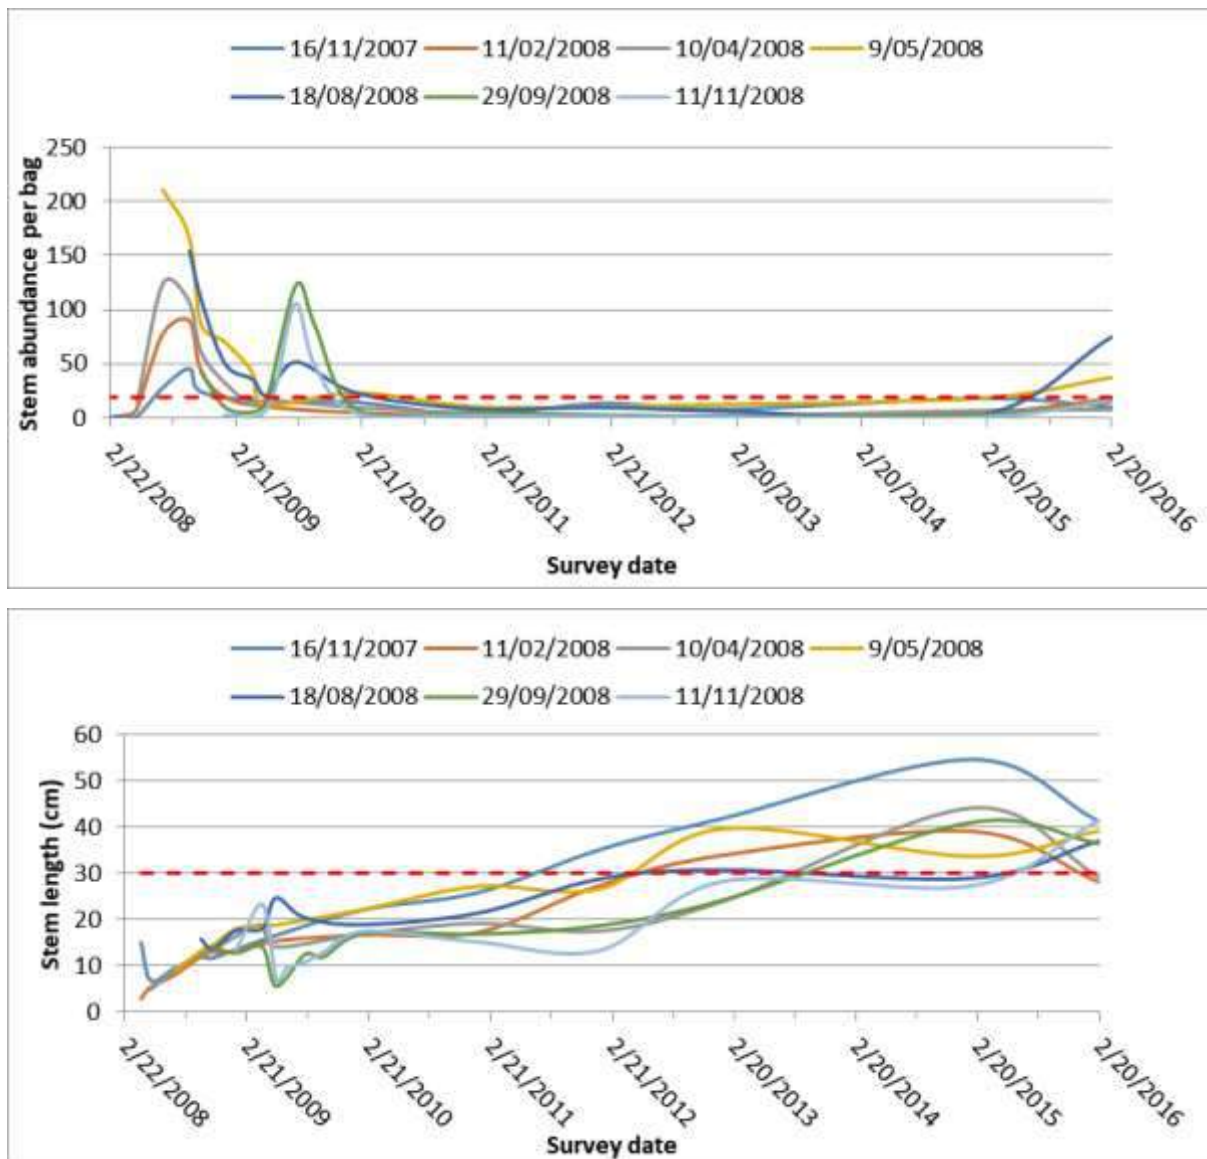 16/11/2007 11/02/2008 10/04/2008 9/05/2008
18/08/2008 29/09/2008 11/11/2008
Stem abundance per bag
250
200
150
100
50
0
2/22/2008 2/21/2009 2/21/2010 2/21/2011 2/21/2012 2/20/2013 2/20/2014 2/20/2015 2/20/2016
Survey date
16/11/2007 11/02/2008 10/04/2008 9/05/2008
18/08/2008 29/09/2008 11/11/2008
Stem length (cm)
60
50
40
30
20
10
0
2/22/2008 2/21/2009 2/21/2010 2/21/2011 2/21/2012 2/20/2013 2/20/2014 2/20/2015 2/20/2016
Survey date